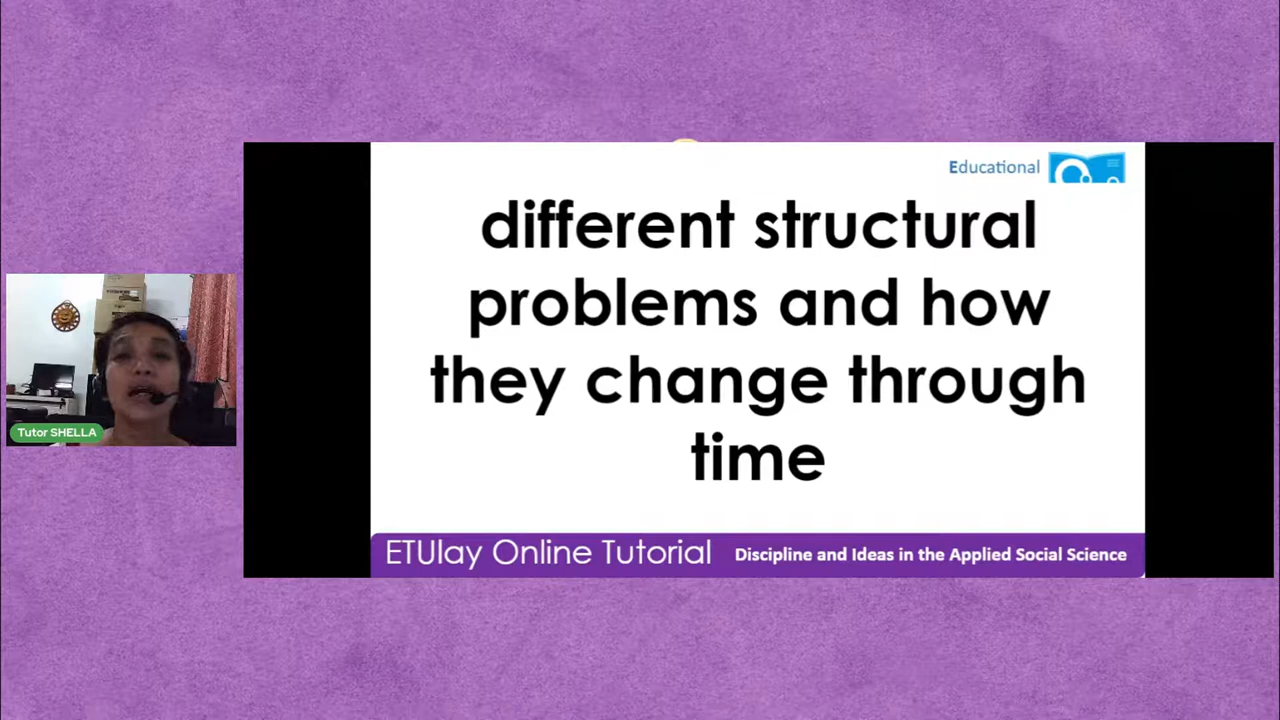 Educational
different structural
problems and how
they change through
time
Tutor SHELLA
ETUlay Online Tutorial
Discipline and Ideas in the Applied Social Science